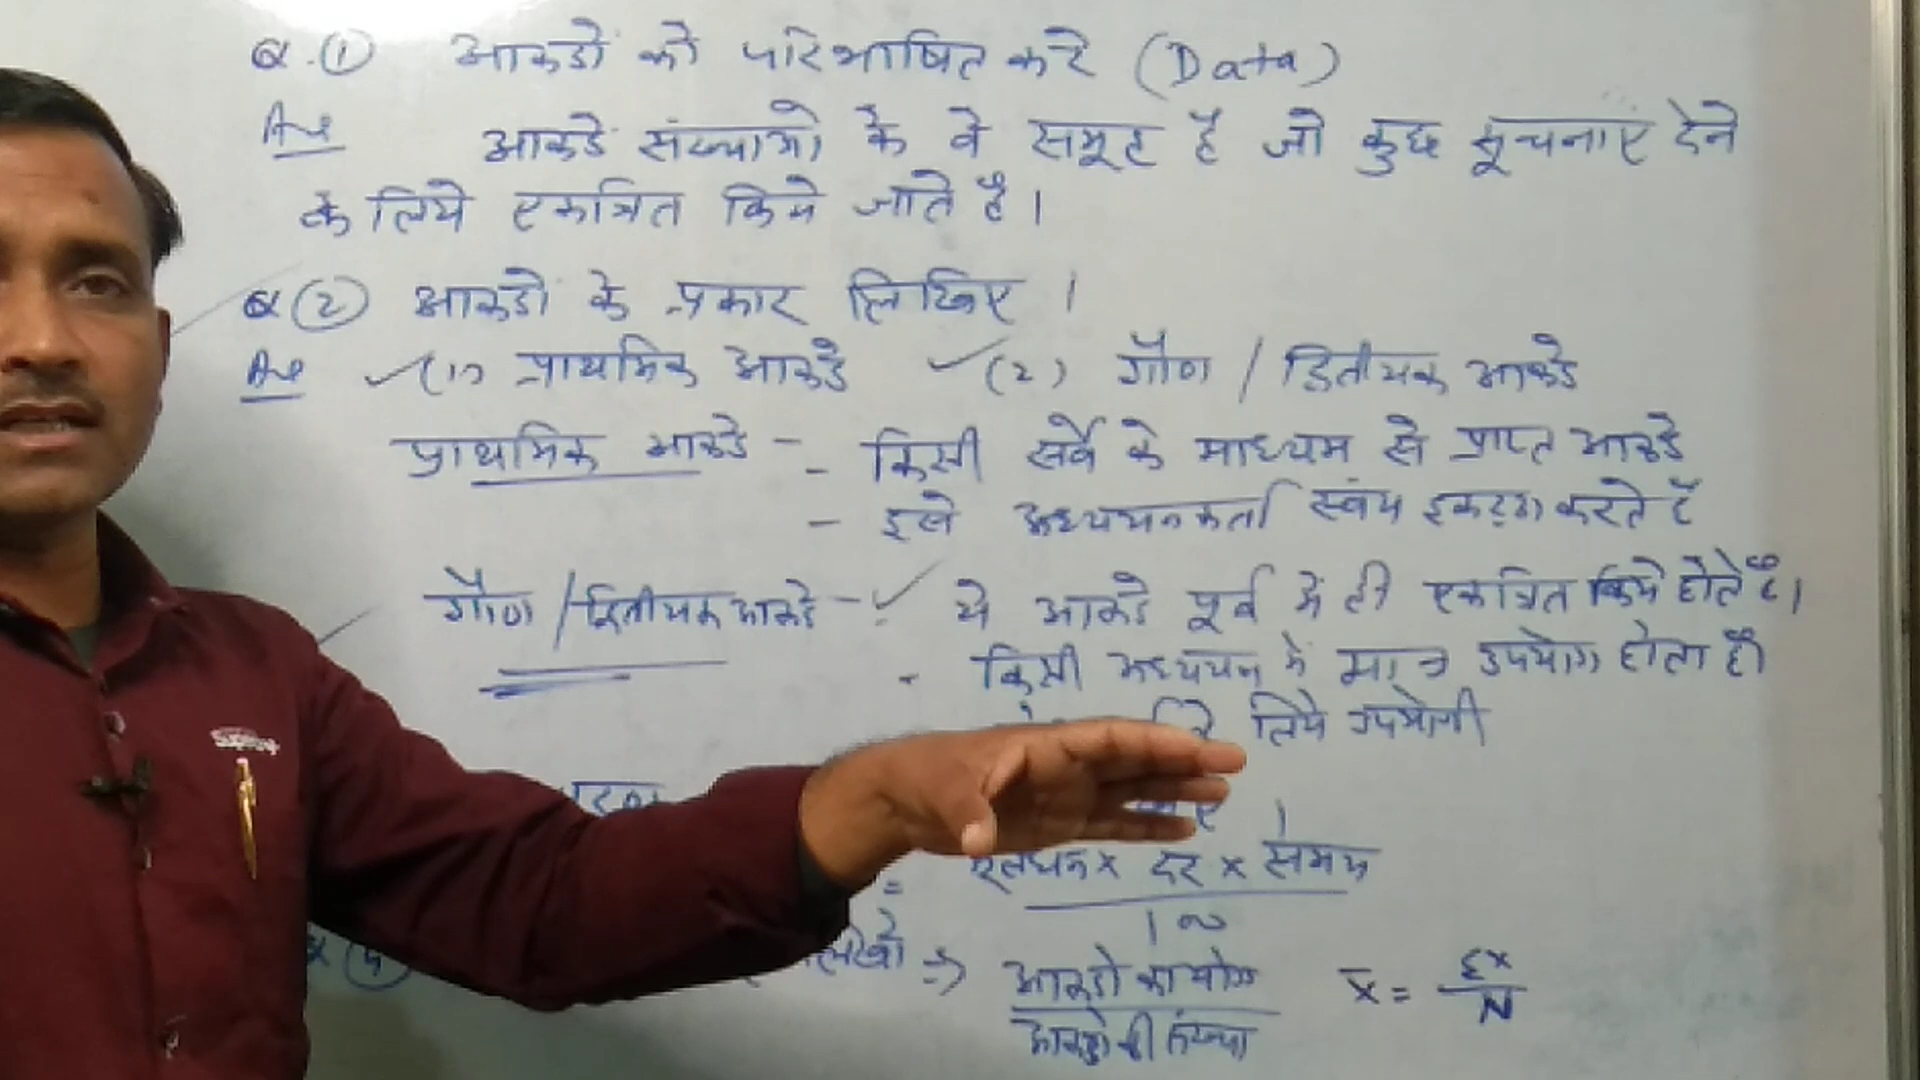 Q.① आकडो को परिभाषित करे (Data)
Ans आकडे संख्याओ के वे समूह है जो कुछ सूचनाए देने
के लिये एकत्रित किये जाते है।
Q② आकडो के प्रकार लिखिए ।
Ans (1) प्राथमिक आकडे (2) गौण / द्वितीयक आकडे
प्राथमिक आकडे - - किसी सर्वे के माध्यम से प्राप्त आकडे
- इसे अध्ययनकर्ता स्वंय इकट्ठा करते है
गौण / द्वितीयक आकडे - ये आकडे पूर्व मे ही एकत्रित किये होते है।
- किसी अध्ययन मे मात्र उपयोग होता है।
लिये उपयोगी
= मूलधन x दर x समय
100
लिखो => आकडो का योग x̄ = Σx
आकडो की संख्या N